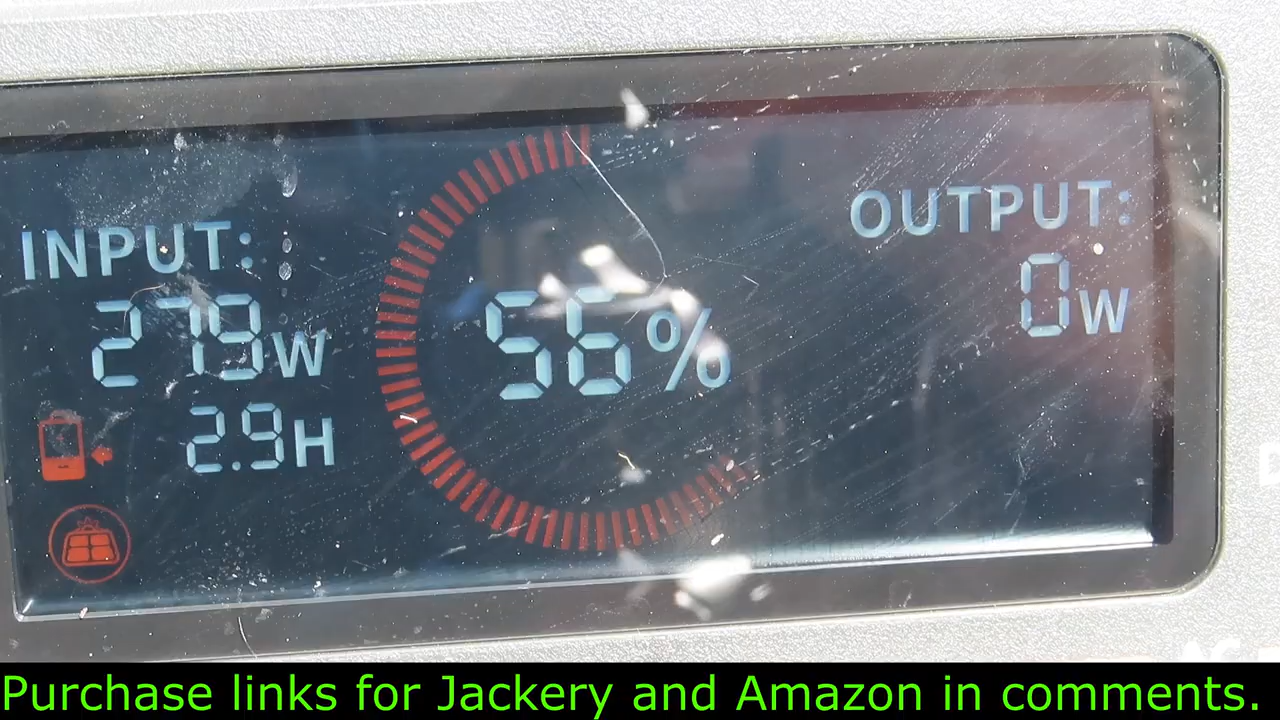 INPUT:
279W
2.9H
56%
OUTPUT:
0W
Purchase links for Jackery and Amazon in comments.